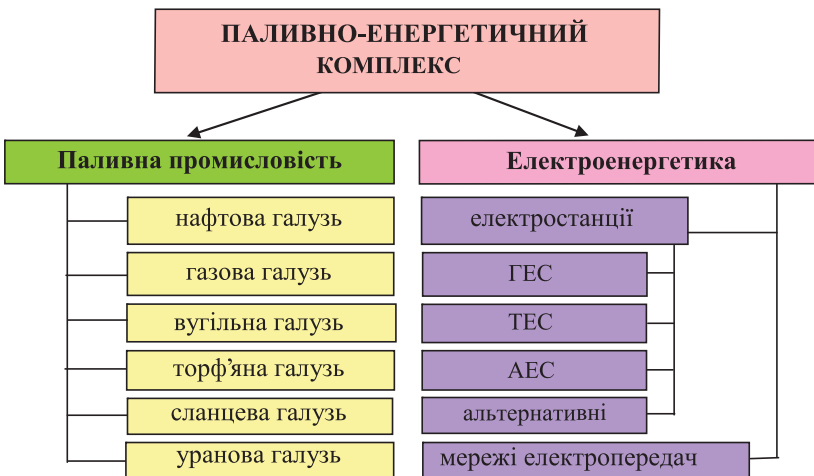 ПАЛИВНО-ЕНЕРГЕТИЧНИЙ
КОМПЛЕКС
Паливна промисловість
нафтова галузь
газова галузь
вугільна галузь
торф’яна галузь
сланцева галузь
уранова галузь
Електроенергетика
електростанції
ГЕС
ТЕС
АЕС
альтернативні
мережі електропередач